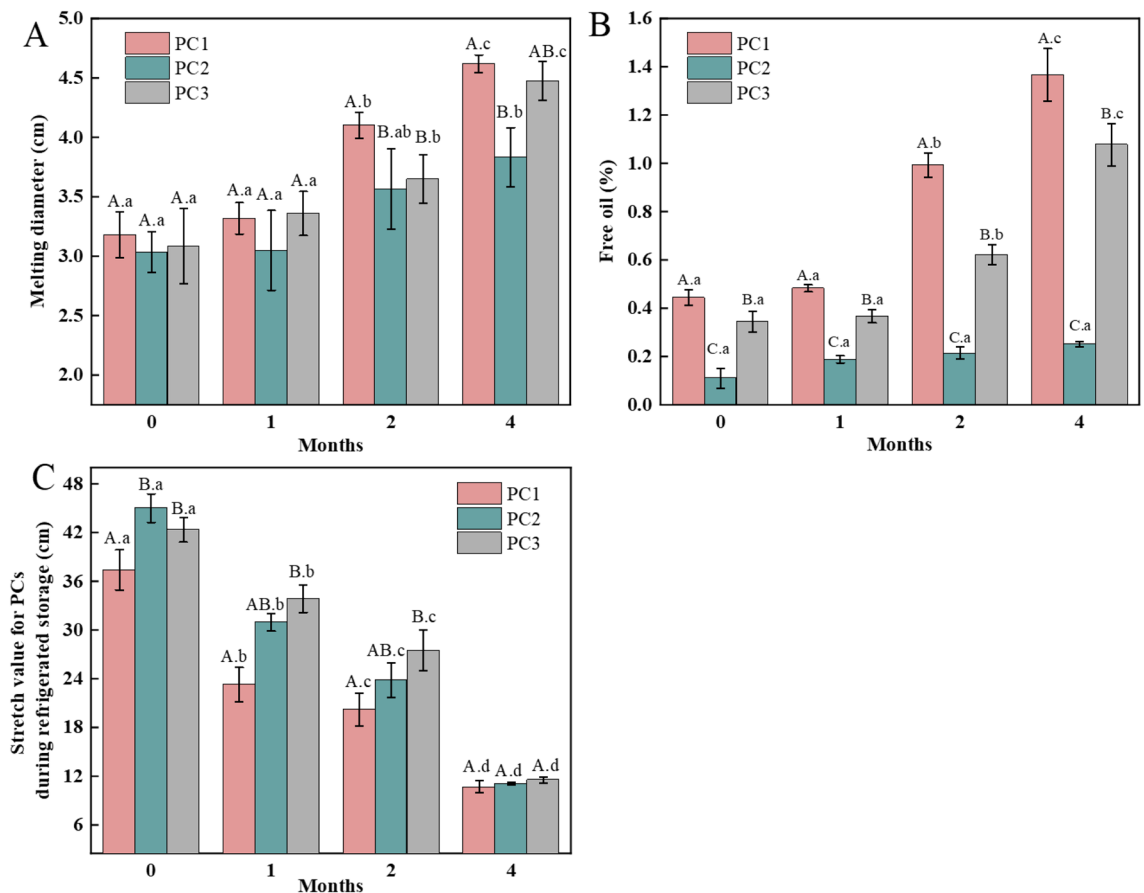 A
Melting diameter (cm)
5.0
4.5
4.0
3.5
3.0
2.5
2.0
PC1
PC2
PC3
A.a
A.a
A.a
A.a
A.a
A.a
A.b
B.ab
B.b
A.c
B.b
AB.c
0
1
2
4
Months
B
Free oil (%)
1.6
1.4
1.2
1.0
0.8
0.6
0.4
0.2
0.0
PC1
PC2
PC3
A.a
C.a
B.a
A.a
C.a
B.a
A.b
C.a
B.b
A.c
C.a
B.c
0
1
2
4
Months
C
Stretch value for PCs
during refrigerated storage (cm)
48
42
36
30
24
18
12
6
PC1
PC2
PC3
A.a
B.a
B.a
A.b
AB.b
B.b
A.c
AB.c
B.c
A.d
A.d
A.d
0
1
2
4
Months